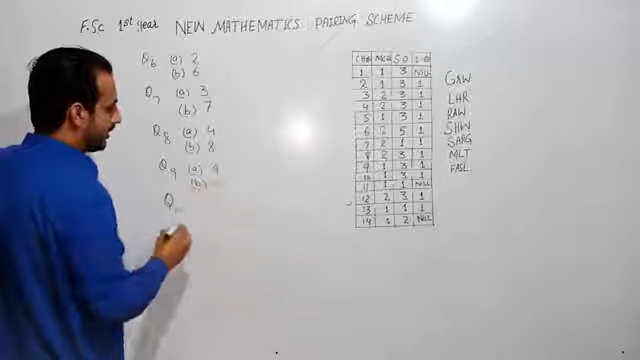 F.Sc 1st year NEW MATHEMATICS PAIRING SCHEME
Q6 (a) 2
(b) 6
Q7 (a) 3
(b) 7
Q8 (a) 4
(b) 8
Q9 (a) 9
(b)
Q
CH# MCQ S.Q L.Q
1 1 3 NILL
2 1 3 1
3 2 3 1
4 2 3 1
5 1 3 1
6 2 5 1
7 2 1 1
8 2 3 1
9 1 3 1
10 1 3 1
11 1 1 NILL
12 2 3 1
13 1 1 1
14 1 2 NILL
GRW
LHR
RAW
SHW
SARG
MLT
FASL